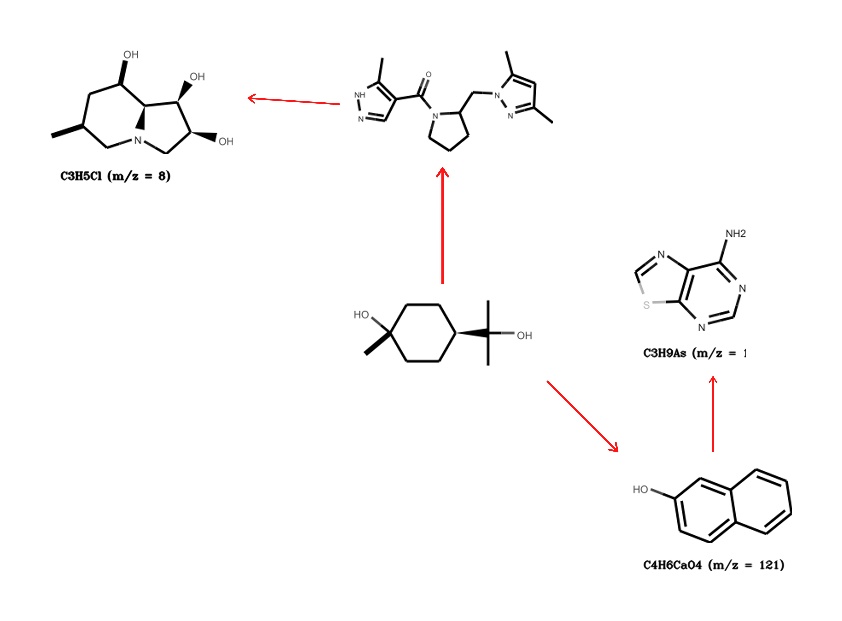 OH
OH
N
OH
C3H5Cl (m/z = 8)
O
NH
N
N
N
N
HO
OH
NH2
N
N
S
N
C3H9As (m/z = 1
HO
C4H6CaO4 (m/z = 121)